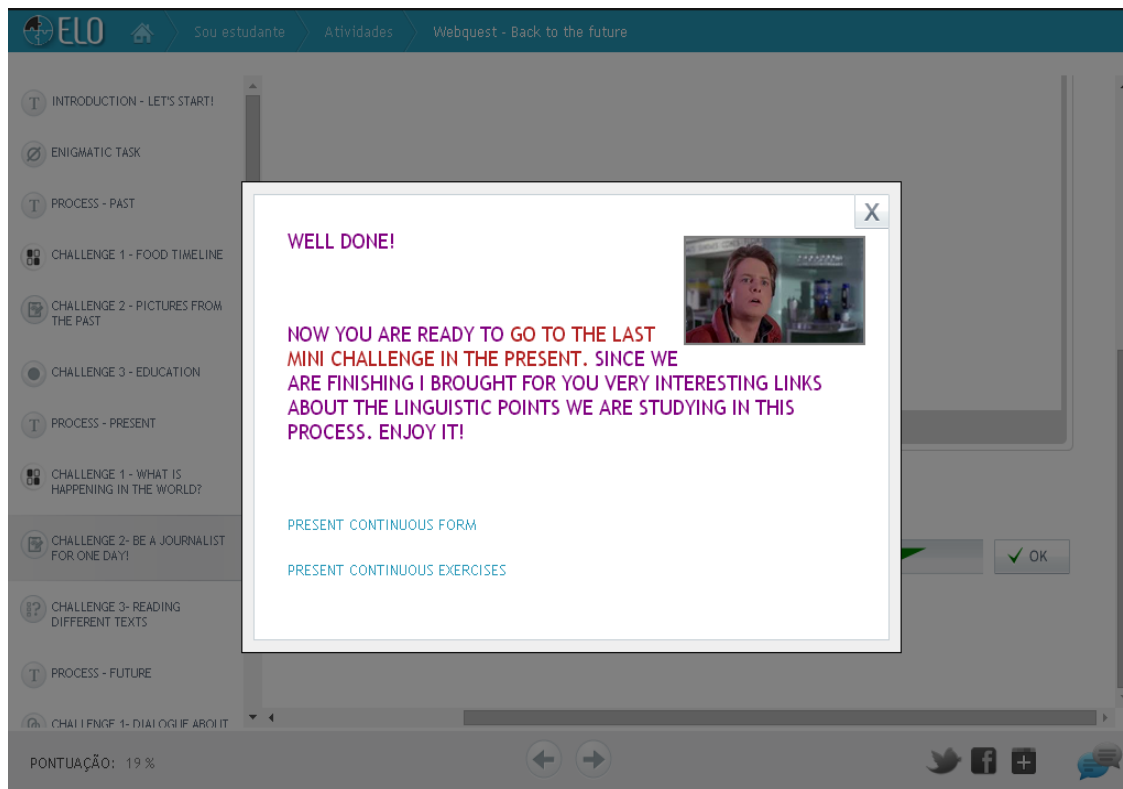 ELO
Sou estudante
Atividades
Webquest - Back to the future
INTRODUCTION - LET'S START!
ENIGMATIC TASK
PROCESS - PAST
CHALLENGE 1 - FOOD TIMELINE
CHALLENGE 2 - PICTURES FROM
THE PAST
CHALLENGE 3 - EDUCATION
PROCESS - PRESENT
CHALLENGE 1 - WHAT IS
HAPPENING IN THE WORLD?
CHALLENGE 2- BE A JOURNALIST
FOR ONE DAY!
CHALLENGE 3- READING
DIFFERENT TEXTS
PROCESS - FUTURE
CHALLENGE 1- DIALOGUE ABOUT
X
WELL DONE!
NOW YOU ARE READY TO GO TO THE LAST
MINI CHALLENGE IN THE PRESENT. SINCE WE
ARE FINISHING I BROUGHT FOR YOU VERY INTERESTING LINKS
ABOUT THE LINGUISTIC POINTS WE ARE STUDYING IN THIS
PROCESS. ENJOY IT!
PRESENT CONTINUOUS FORM
PRESENT CONTINUOUS EXERCISES
OK
PONTUAÇÃO: 19 %